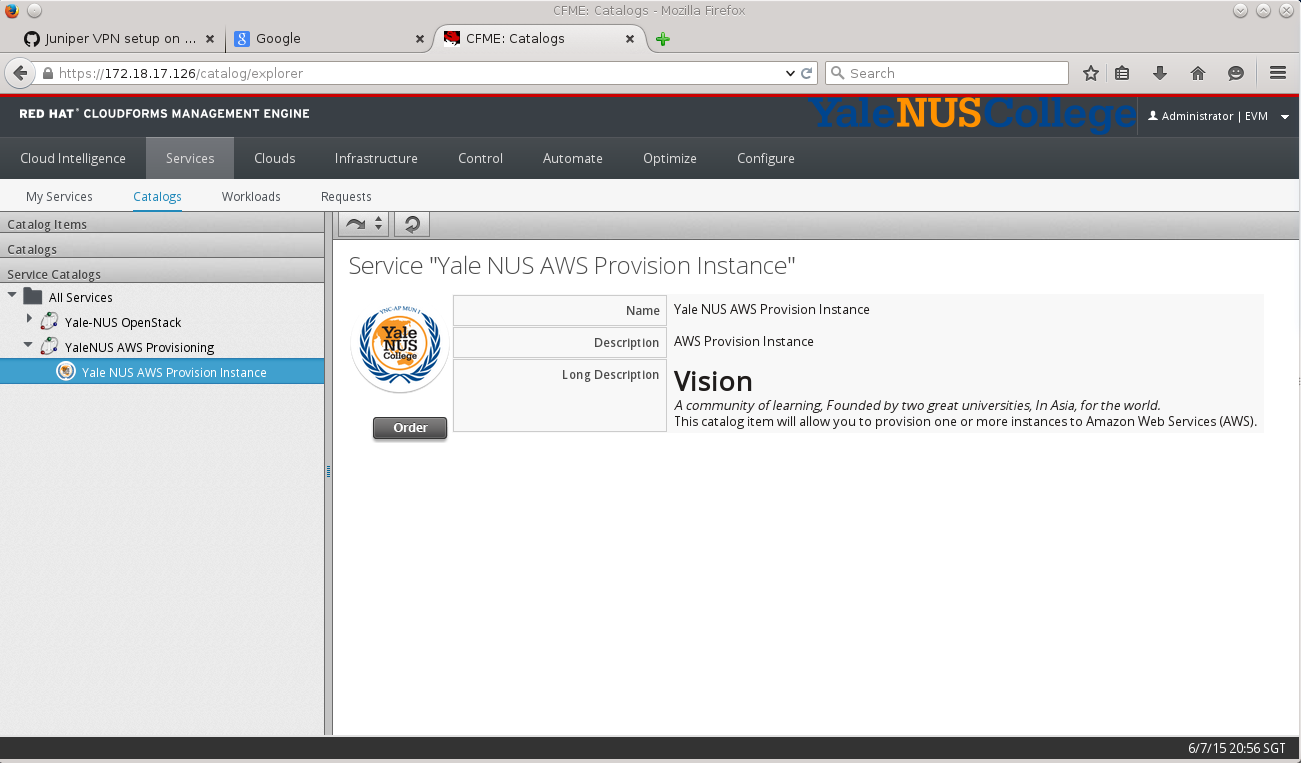 CFME: Catalogs - Mozilla Firefox
Juniper VPN setup on ...
Google
CFME: Catalogs
https://172.18.17.126/catalog/explorer
Search
RED HAT® CLOUDFORMS MANAGEMENT ENGINE
YaleNUSCollege
Administrator | EVM
Cloud Intelligence Services Clouds Infrastructure Control Automate Optimize Configure
My Services Catalogs Workloads Requests
Catalog Items
Catalogs
Service Catalogs
All Services
Yale-NUS OpenStack
YaleNUS AWS Provisioning
Yale NUS AWS Provision Instance
Service "Yale NUS AWS Provision Instance"
YNC-AP MUN I
Yale
NUS
College
Order
Name Yale NUS AWS Provision Instance
Description AWS Provision Instance
Long Description Vision
A community of learning, Founded by two great universities, In Asia, for the world.
This catalog item will allow you to provision one or more instances to Amazon Web Services (AWS).
6/7/15 20:56 SGT